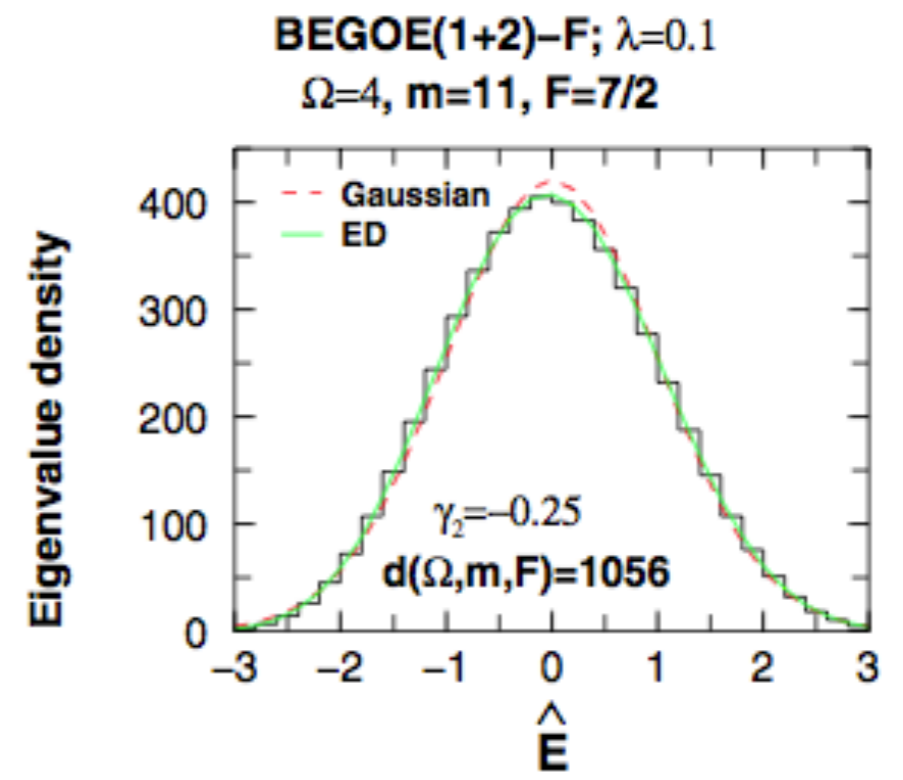 BEGOE(1+2)−F; λ=0.1
Ω=4, m=11, F=7/2
Gaussian
ED
400
300
200
100
0
Eigenvalue density
γ₂=−0.25
d(Ω,m,F)=1056
−3 −2 −1 0 1 2 3
Ê